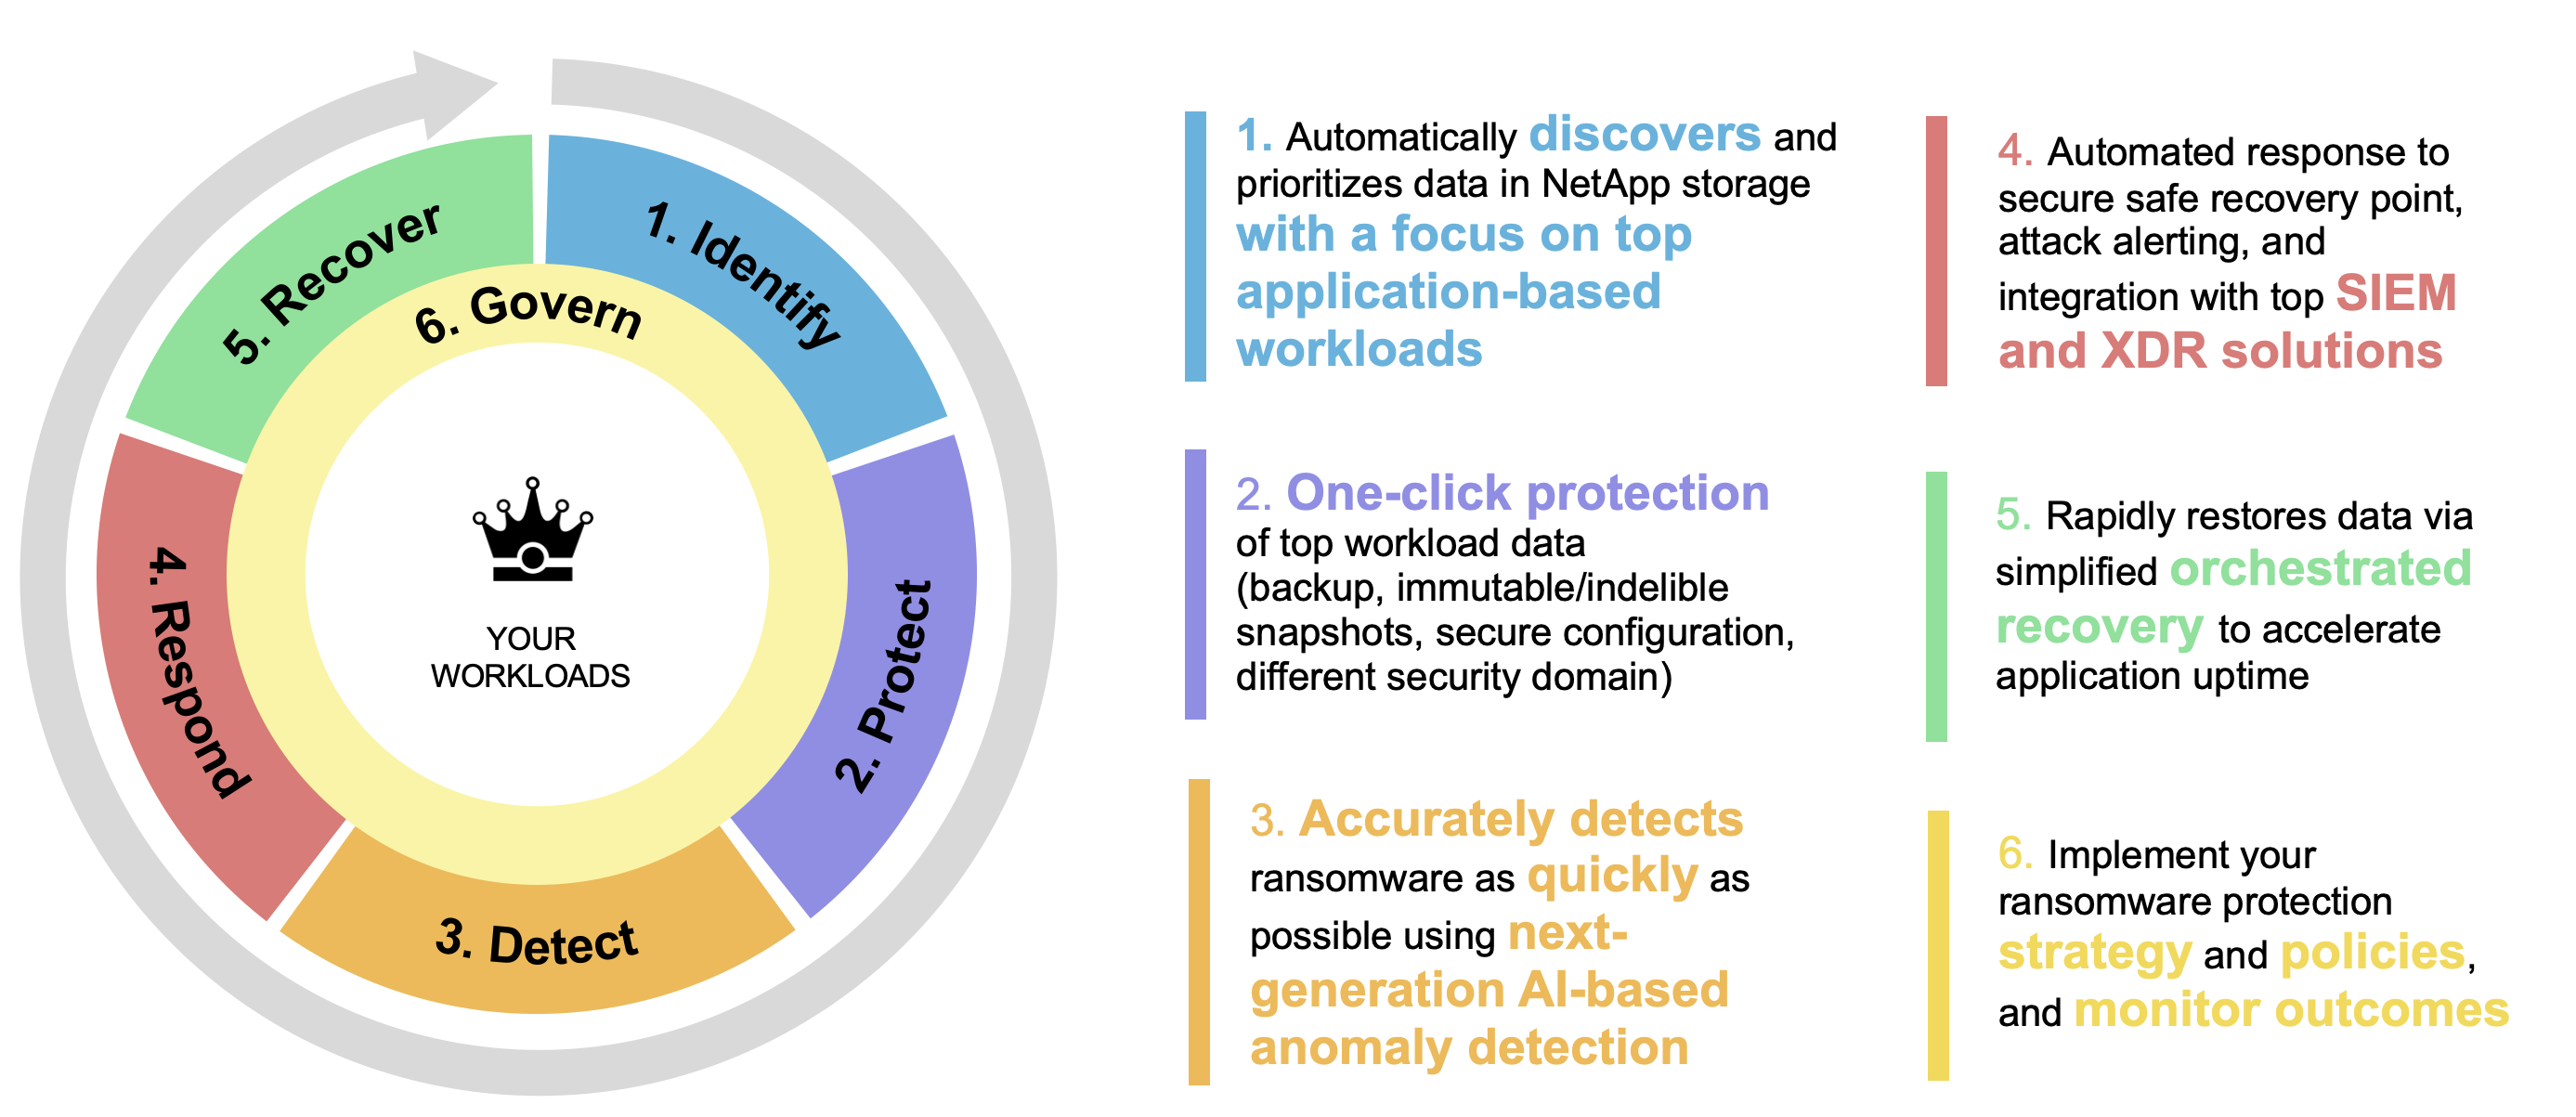 1. Identify
2. Protect
3. Detect
4. Respond
5. Recover
6. Govern
YOUR
WORKLOADS
1. Automatically discovers and
prioritizes data in NetApp storage
with a focus on top
application-based
workloads
2. One-click protection
of top workload data
(backup, immutable/indelible
snapshots, secure configuration,
different security domain)
3. Accurately detects
ransomware as quickly as
possible using next-
generation AI-based
anomaly detection
4. Automated response to
secure safe recovery point,
attack alerting, and
integration with top SIEM
and XDR solutions
5. Rapidly restores data via
simplified orchestrated
recovery to accelerate
application uptime
6. Implement your
ransomware protection
strategy and policies,
and monitor outcomes